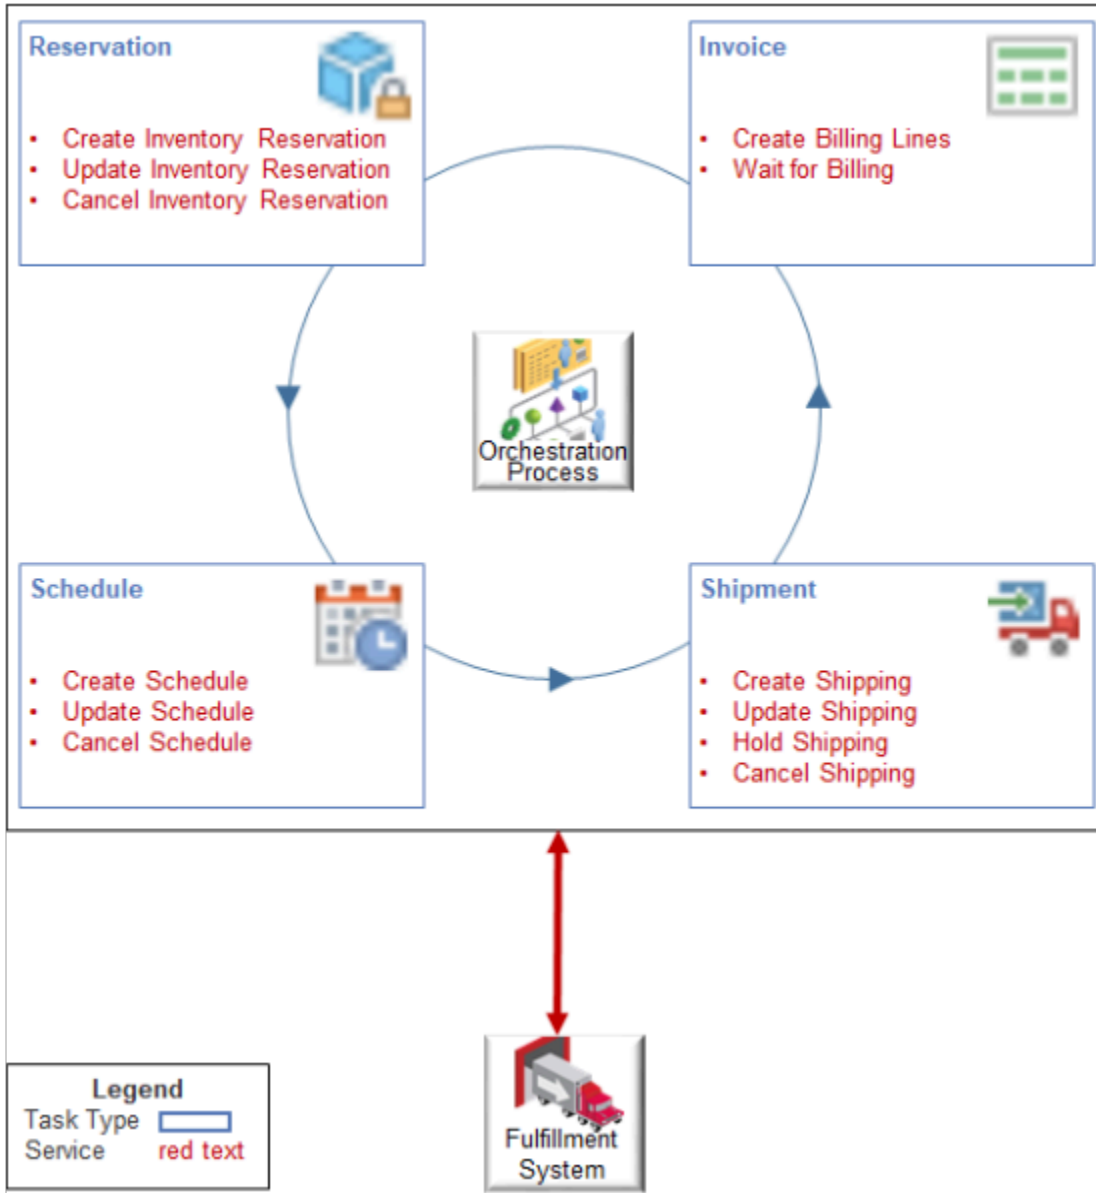 Reservation
• Create Inventory Reservation
• Update Inventory Reservation
• Cancel Inventory Reservation
Invoice
• Create Billing Lines
• Wait for Billing
Orchestration
Process
Schedule
• Create Schedule
• Update Schedule
• Cancel Schedule
Shipment
• Create Shipping
• Update Shipping
• Hold Shipping
• Cancel Shipping
Fulfillment
System
Legend
Task Type
Service red text